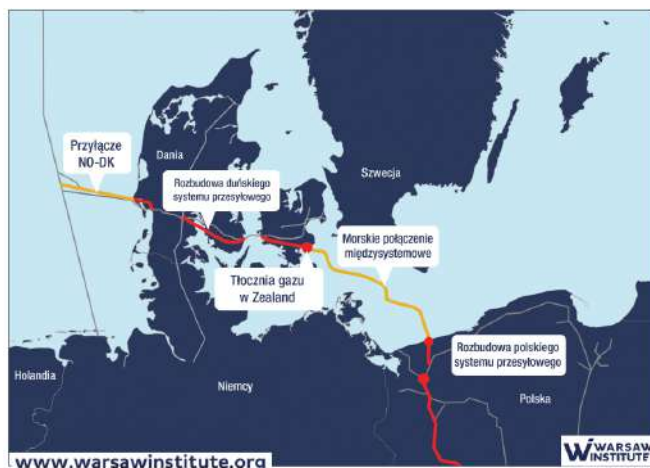 Przyłącze
NO-DK
Dania
Rozbudowa duńskiego
systemu przesyłowego
Szwecja
Morskie połączenie
międzysystemowe
Tłocznia gazu
w Zealand
Rozbudowa polskiego
systemu przesyłowego
Holandia
Niemcy
Polska
www.warsawinstitute.org
WARSAW
INSTITUTE